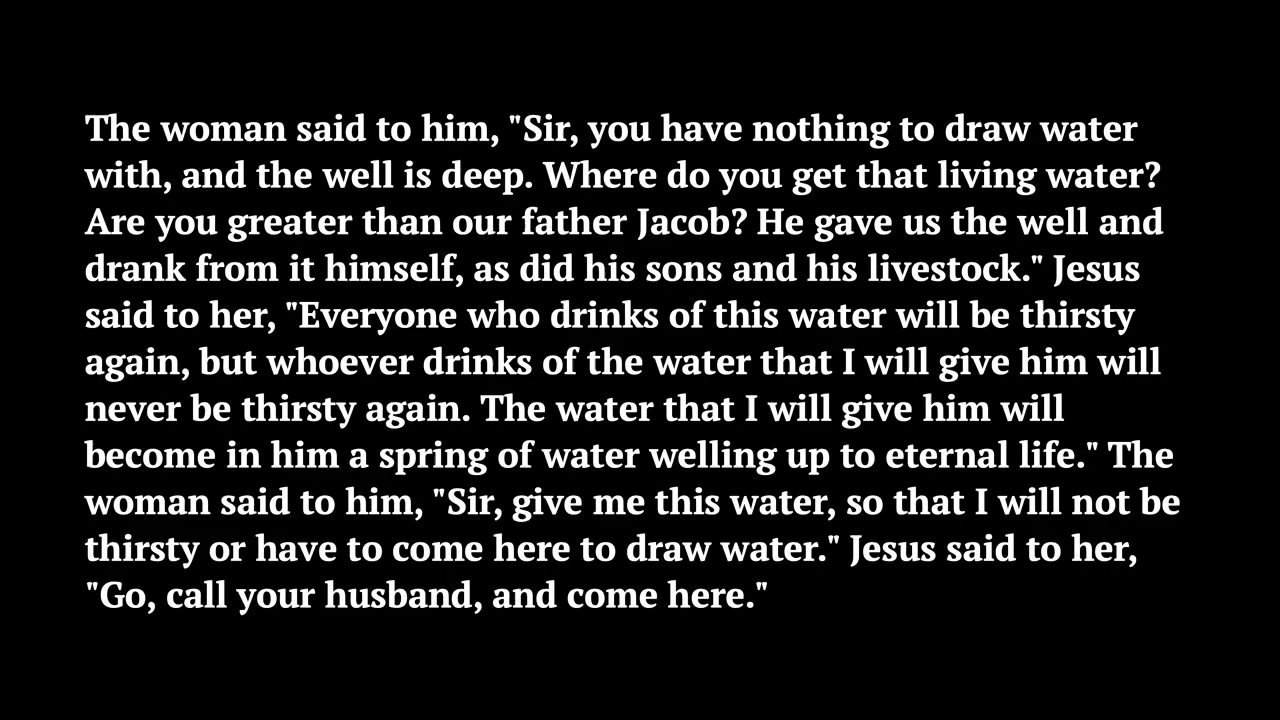 The woman said to him, "Sir, you have nothing to draw water
with, and the well is deep. Where do you get that living water?
Are you greater than our father Jacob? He gave us the well and
drank from it himself, as did his sons and his livestock." Jesus
said to her, "Everyone who drinks of this water will be thirsty
again, but whoever drinks of the water that I will give him will
never be thirsty again. The water that I will give him will
become in him a spring of water welling up to eternal life." The
woman said to him, "Sir, give me this water, so that I will not be
thirsty or have to come here to draw water." Jesus said to her,
"Go, call your husband, and come here."